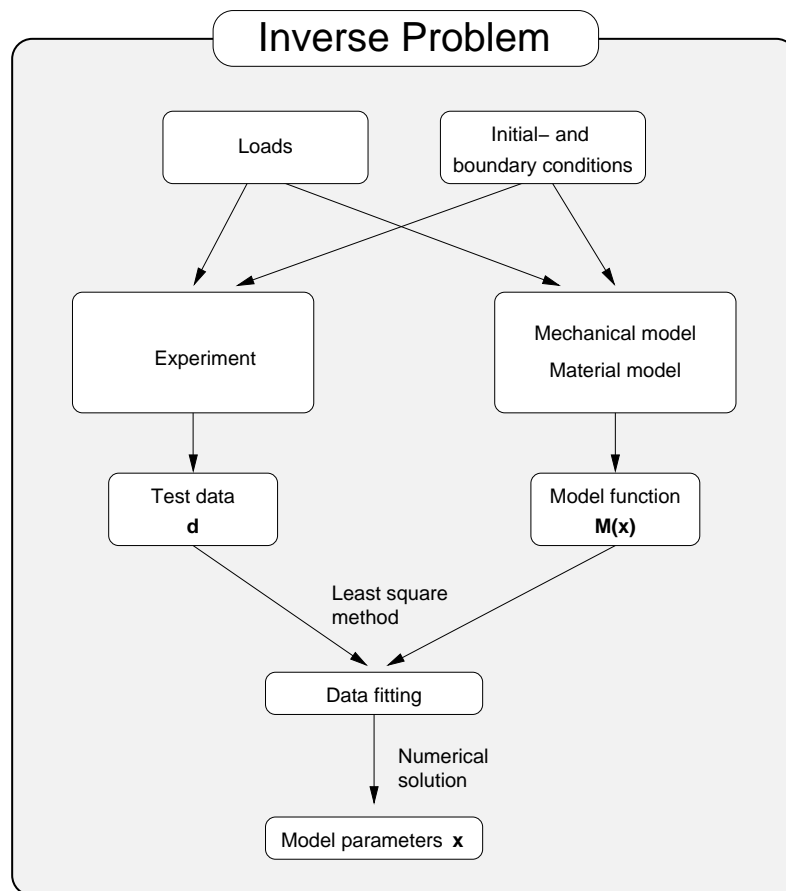 Inverse Problem
Loads
Initial− and
boundary conditions
Experiment
Mechanical model
Material model
Test data
d
Model function
M(x)
Least square
method
Data fitting
Numerical
solution
Model parameters x